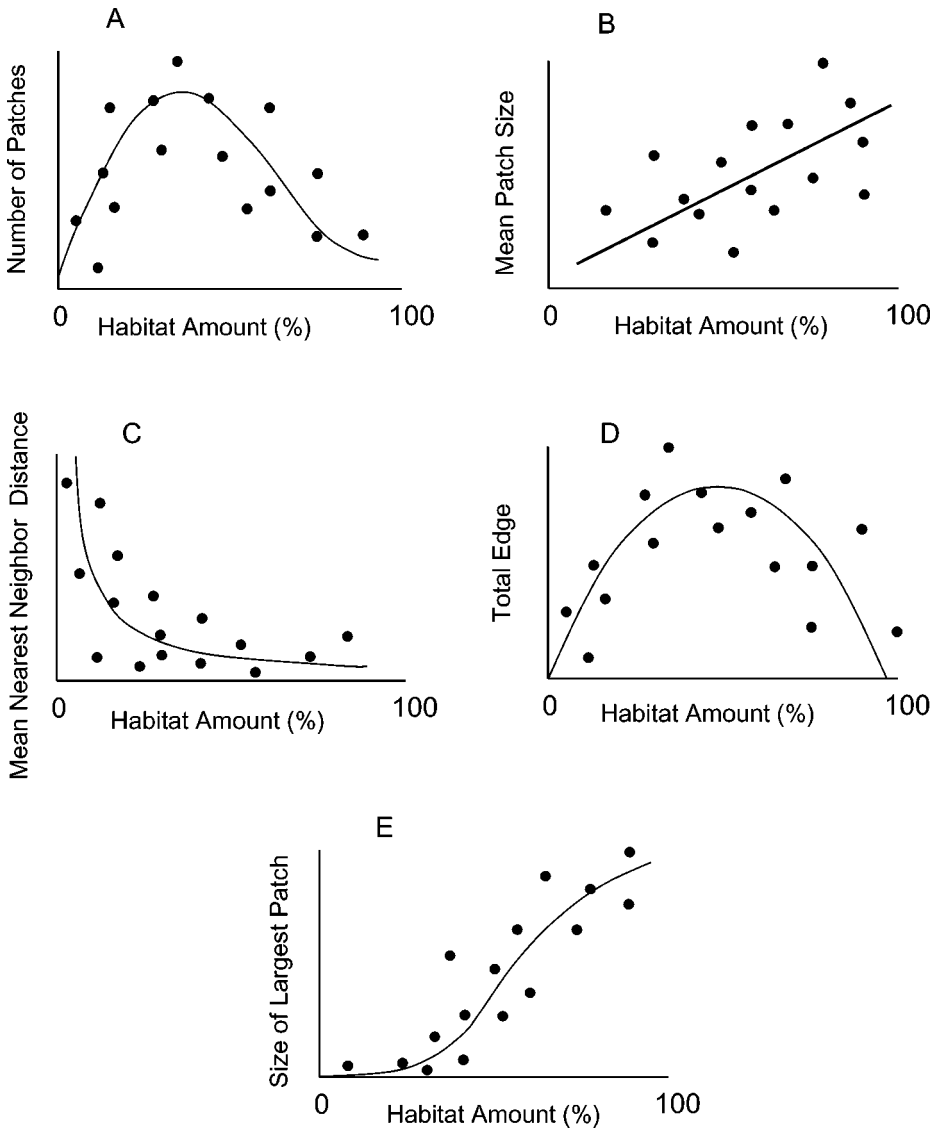 A
Number of Patches
0
100
Habitat Amount (%)
B
Mean Patch Size
0
100
Habitat Amount (%)
C
Mean Nearest Neighbor Distance
0
100
Habitat Amount (%)
D
Total Edge
0
100
Habitat Amount (%)
E
Size of Largest Patch
0
100
Habitat Amount (%)